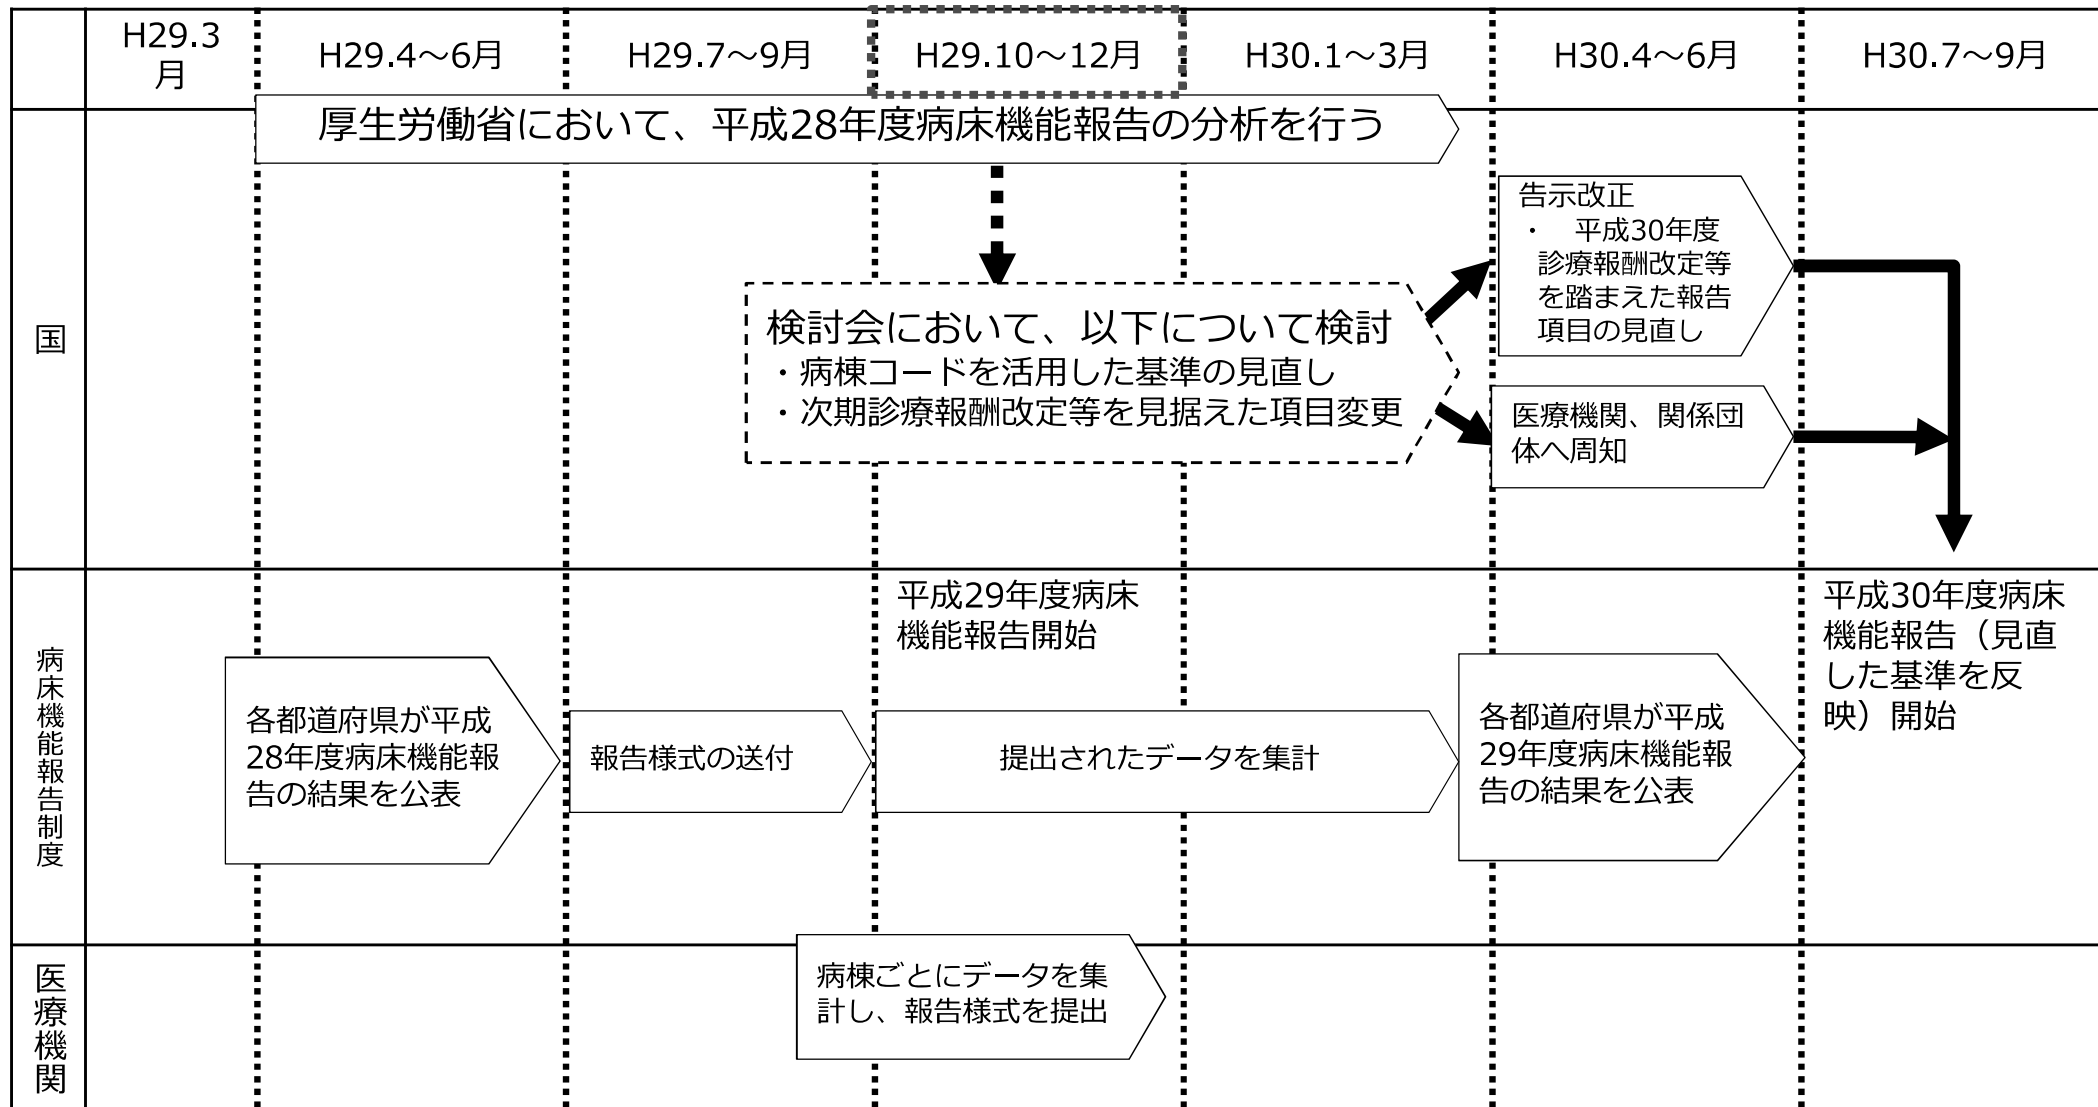 H29.3
月
H29.4～6月
H29.7～9月
H29.10～12月
H30.1～3月
H30.4～6月
H30.7～9月
国
厚生労働省において、平成28年度病床機能報告の分析を行う
検討会において、以下について検討
・病棟コードを活用した基準の見直し
・次期診療報酬改定等を見据えた項目変更
告示改正
・ 平成30年度
診療報酬改定等
を踏まえた報告
項目の見直し
医療機関、関係団
体へ周知
病床機能報告制度
平成29年度病床
機能報告開始
平成30年度病床
機能報告（見直
した基準を反
映）開始
各都道府県が平成
28年度病床機能報
告の結果を公表
報告様式の送付
提出されたデータを集計
各都道府県が平成
29年度病床機能報
告の結果を公表
医療機関
病棟ごとにデータを集
計し、報告様式を提出